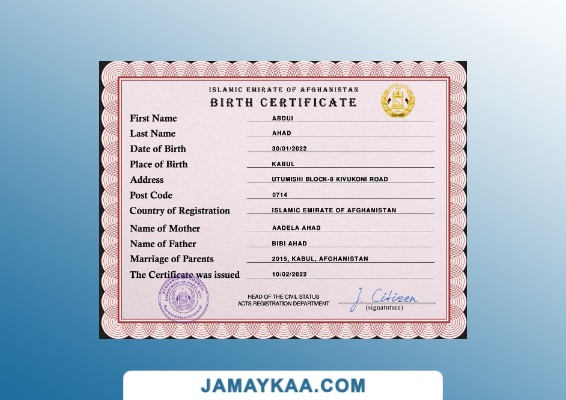 ISLAMIC EMIRATE OF AFGHANISTAN
BIRTH CERTIFICATE
First Name ABDUI
Last Name AHAD
Date of Birth 30/01/2022
Place of Birth KABUL
Address UTUMISHI BLOCK-8 KIVUKONI ROAD
Post Code 0714
Country of Registration ISLAMIC EMIRATE OF AFGHANISTAN
Name of Mother AADELA AHAD
Name of Father BIBI AHAD
Marriage of Parents 2015, KABUL, AFGHANISTAN
The Certificate was issued 10/02/2022
HEAD OF THE CIVIL STATUS
ACTS REGISTRATION DEPARTMENT
J. Citizen
(signatuture)
JAMAYKAA.COM